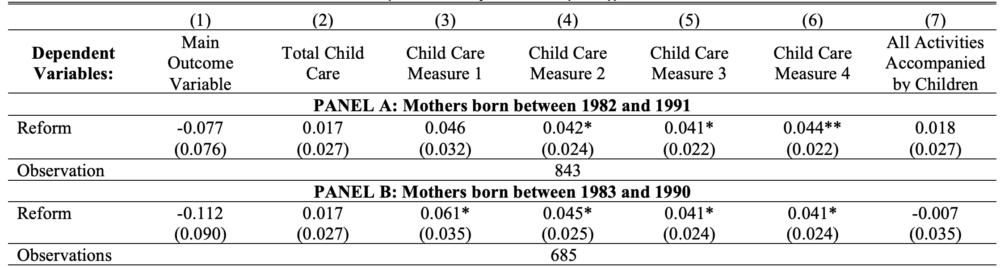 (1) (2) (3) (4) (5) (6) (7)
Dependent Variables: Main Outcome Variable Total Child Care Child Care Measure 1 Child Care Measure 2 Child Care Measure 3 Child Care Measure 4 All Activities Accompanied by Children
PANEL A: Mothers born between 1982 and 1991
Reform -0.077 0.017 0.046 0.042* 0.041* 0.044** 0.018
(0.076) (0.027) (0.032) (0.024) (0.022) (0.022) (0.027)
Observation 843
PANEL B: Mothers born between 1983 and 1990
Reform -0.112 0.017 0.061* 0.045* 0.041* 0.041* -0.007
(0.090) (0.027) (0.035) (0.025) (0.024) (0.024) (0.035)
Observations 685